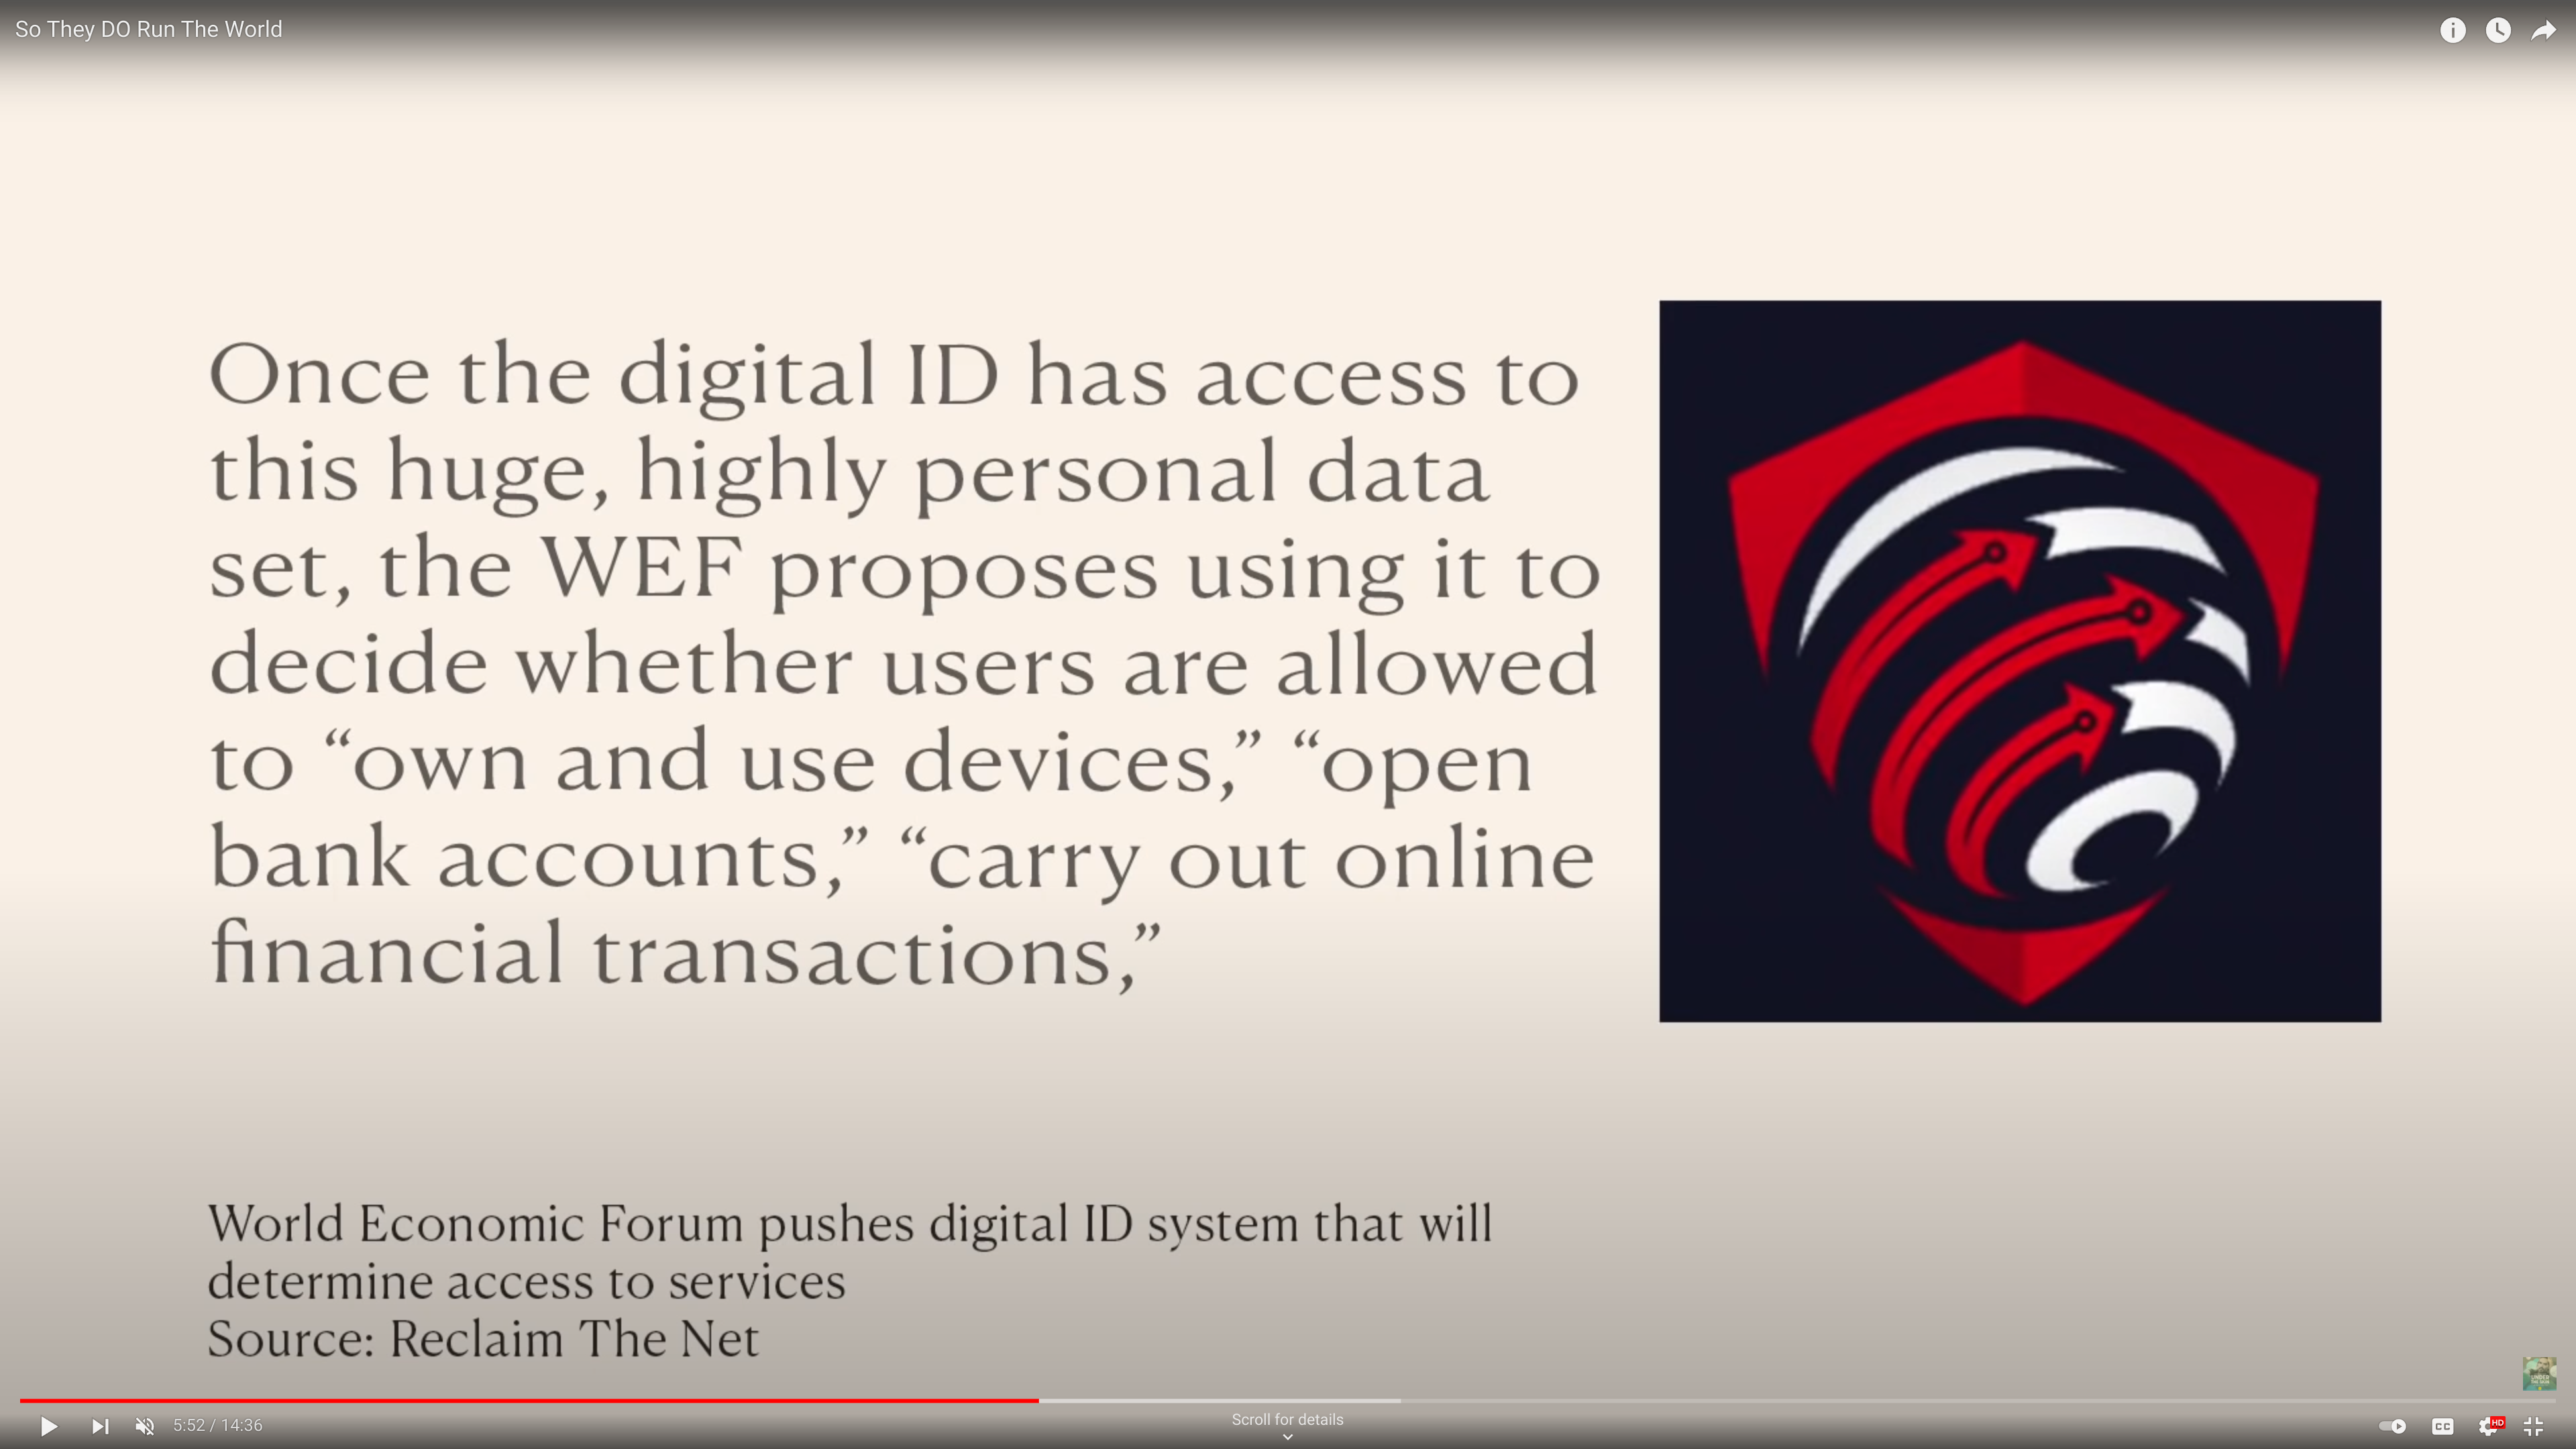 So They DO Run The World
Once the digital ID has access to
this huge, highly personal data
set, the WEF proposes using it to
decide whether users are allowed
to “own and use devices,” “open
bank accounts,” “carry out online
financial transactions,”
World Economic Forum pushes digital ID system that will
determine access to services
Source: Reclaim The Net
5:52 / 14:36
Scroll for details
CC
HD